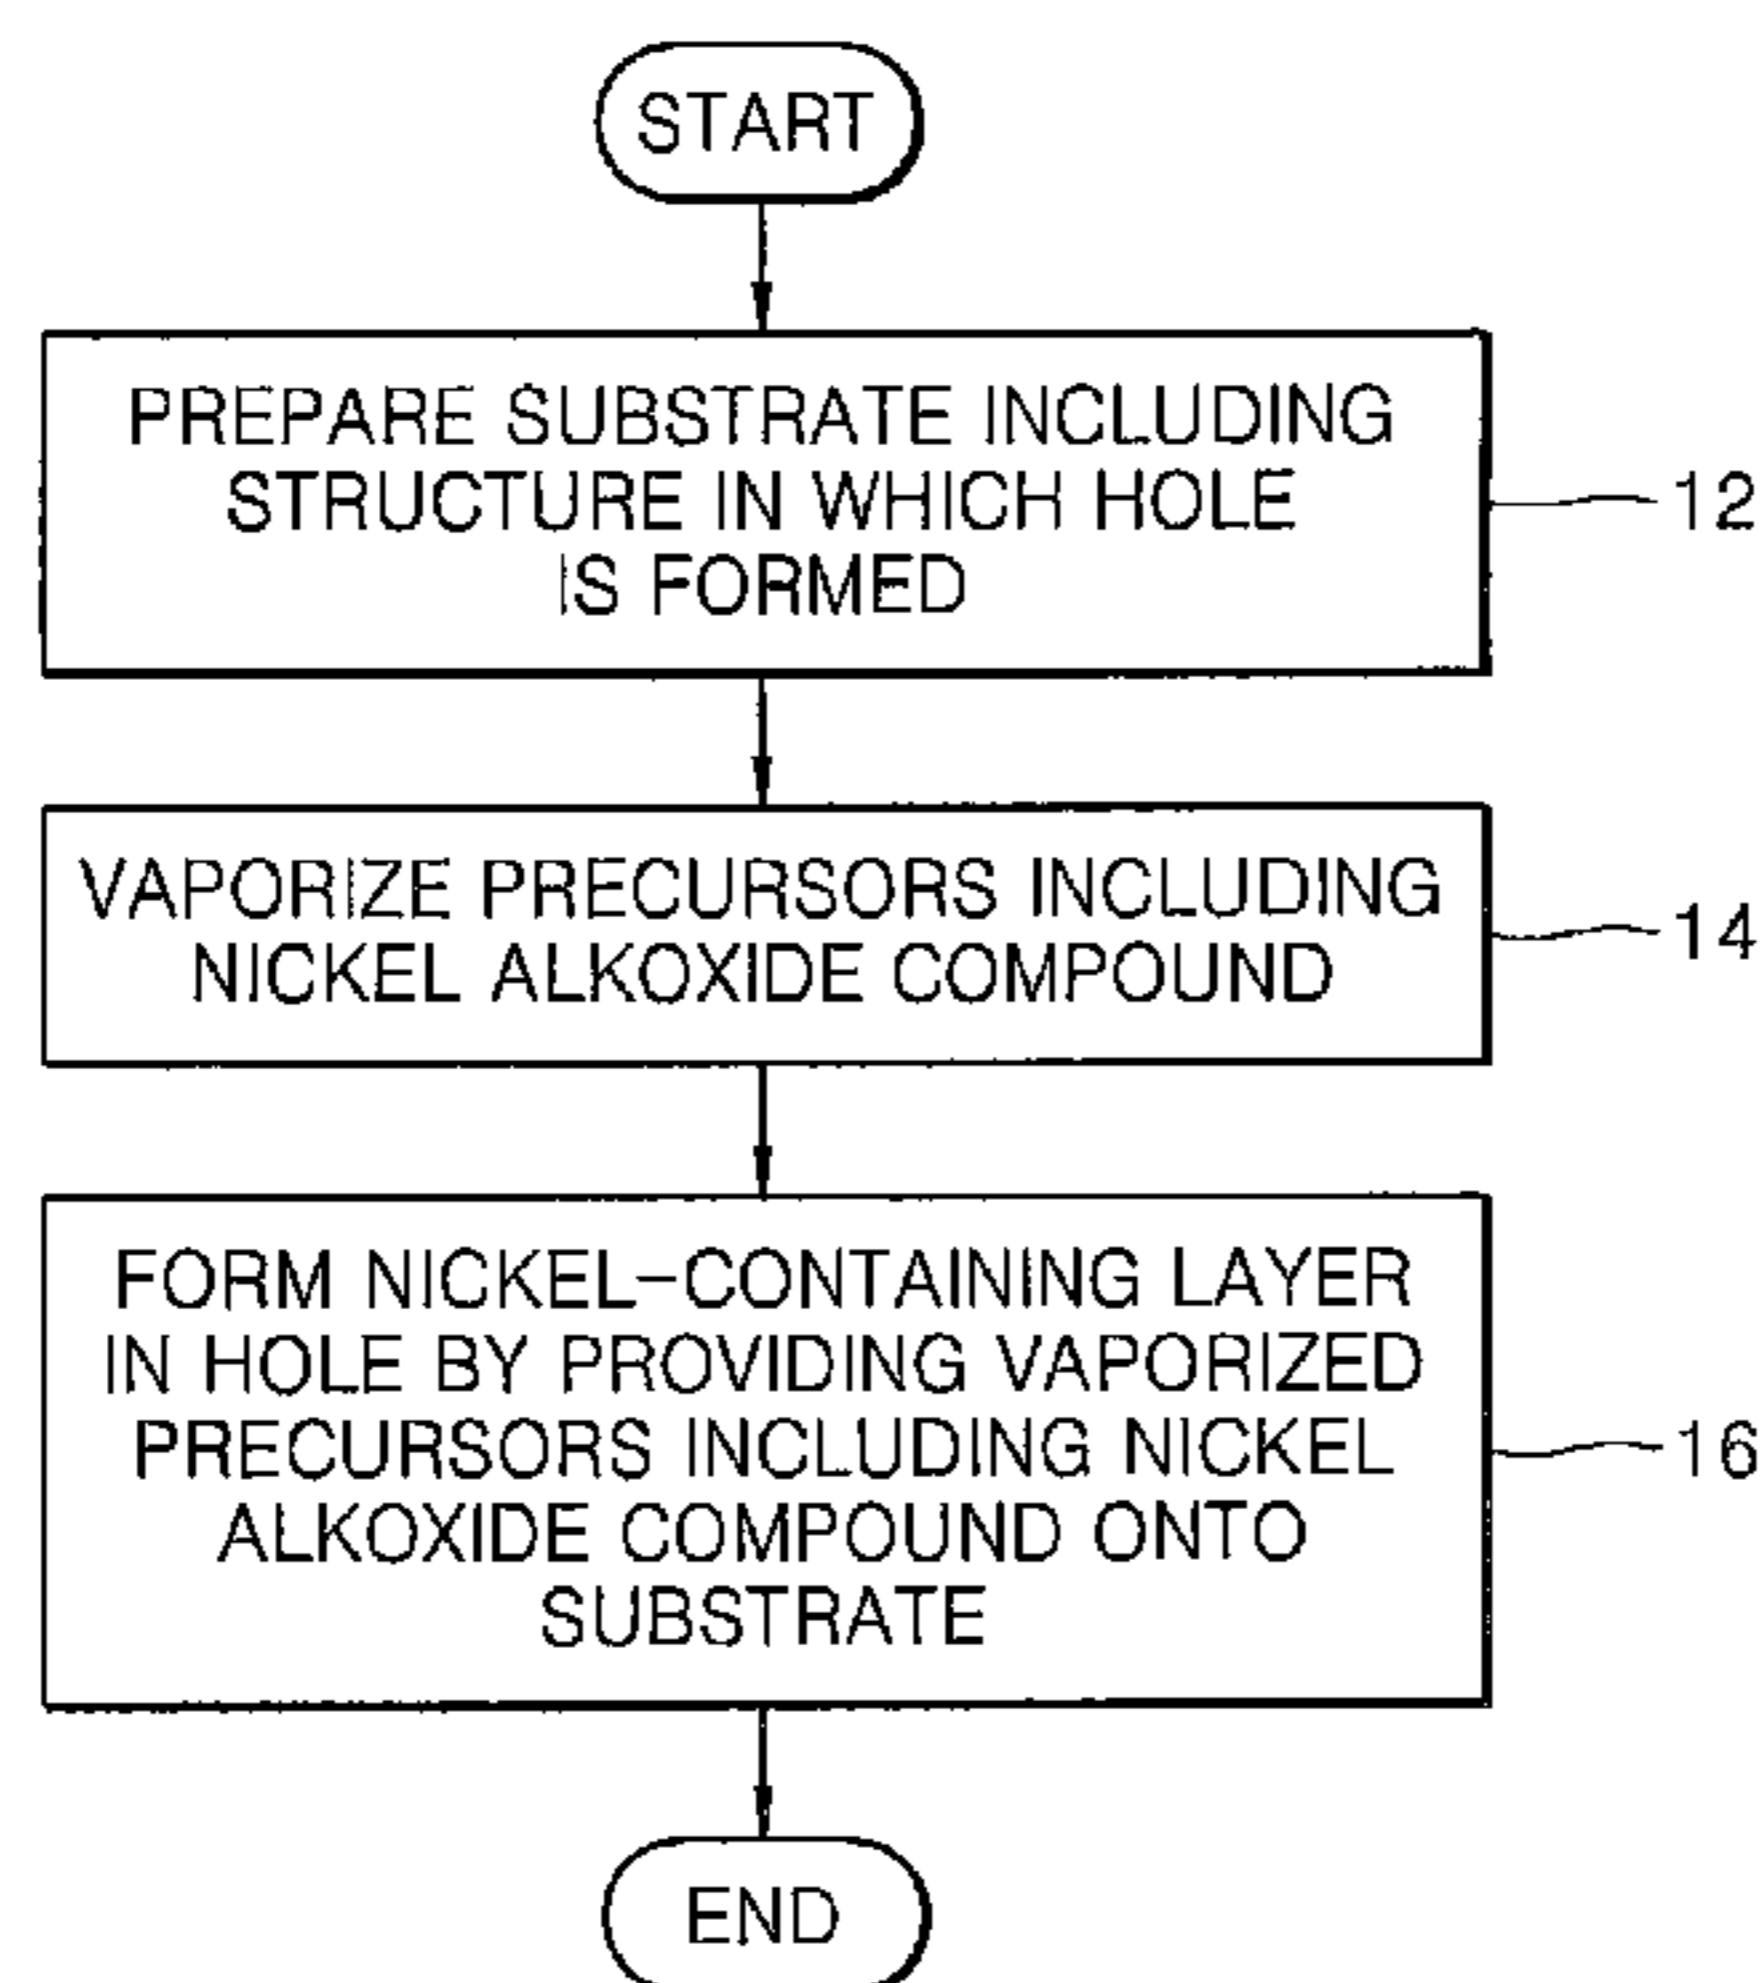 START
PREPARE SUBSTRATE INCLUDING
STRUCTURE IN WHICH HOLE
IS FORMED
12
VAPORIZE PRECURSORS INCLUDING
NICKEL ALKOXIDE COMPOUND
14
FORM NICKEL-CONTAINING LAYER
IN HOLE BY PROVIDING VAPORIZED
PRECURSORS INCLUDING NICKEL
ALKOXIDE COMPOUND ONTO
SUBSTRATE
16
END